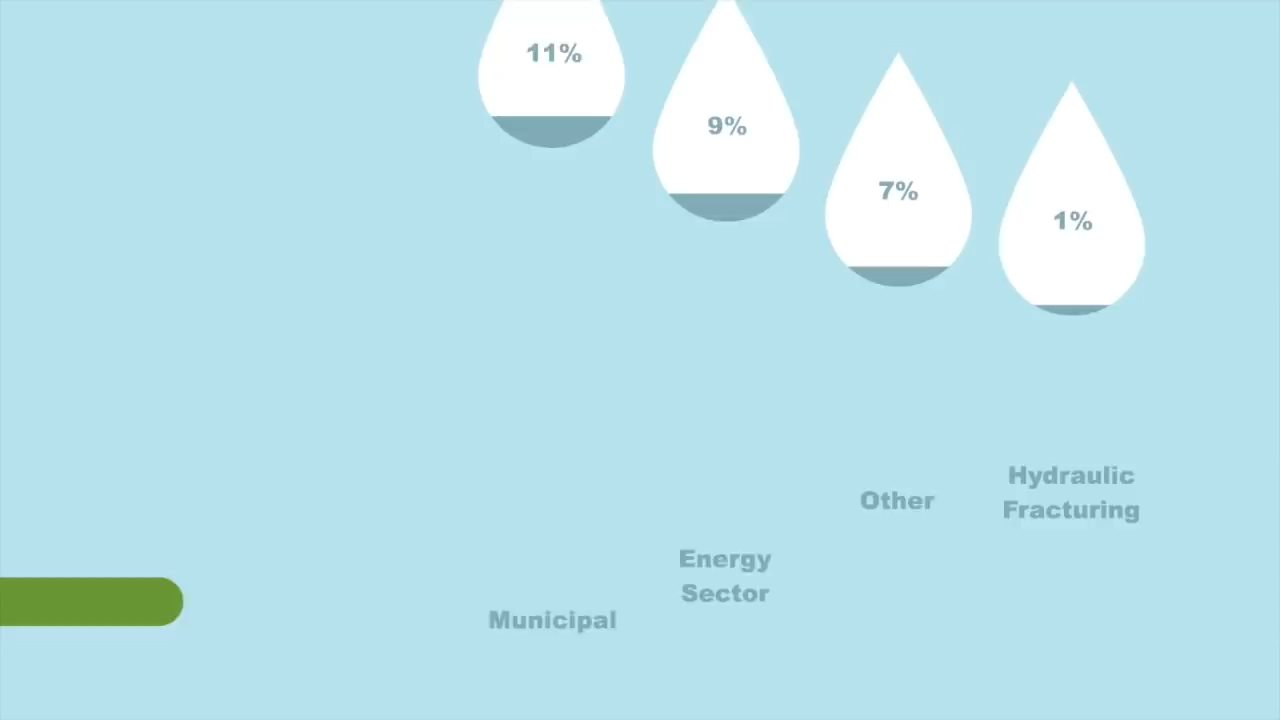 11%
9%
7%
1%
Municipal
Energy
Sector
Other
Hydraulic
Fracturing